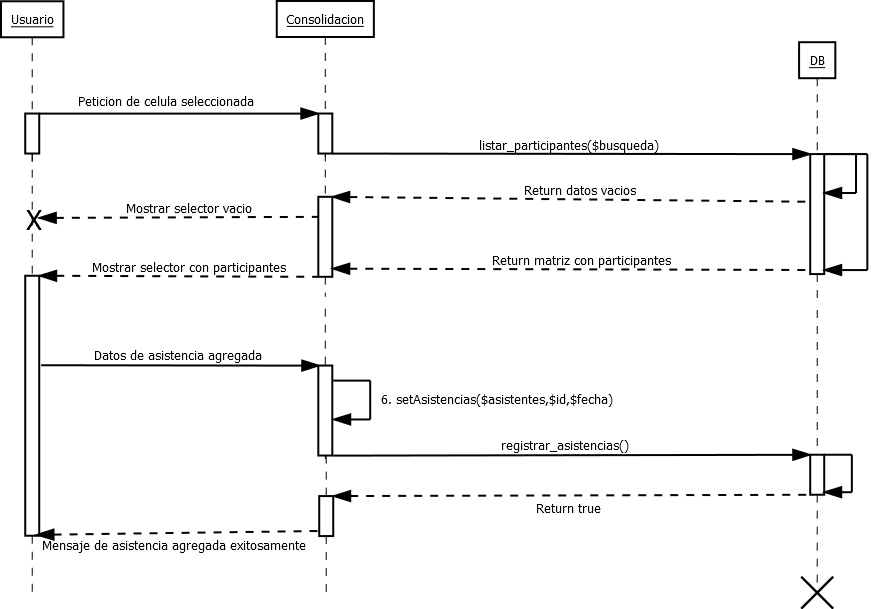 Usuario
Consolidacion
DB
Peticion de celula seleccionada
listar_participantes($busqueda)
Return datos vacios
Mostrar selector vacio
X
Return matriz con participantes
Mostrar selector con participantes
Datos de asistencia agregada
6. setAsistencias($asistentes,$id,$fecha)
registrar_asistencias()
Return true
Mensaje de asistencia agregada exitosamente